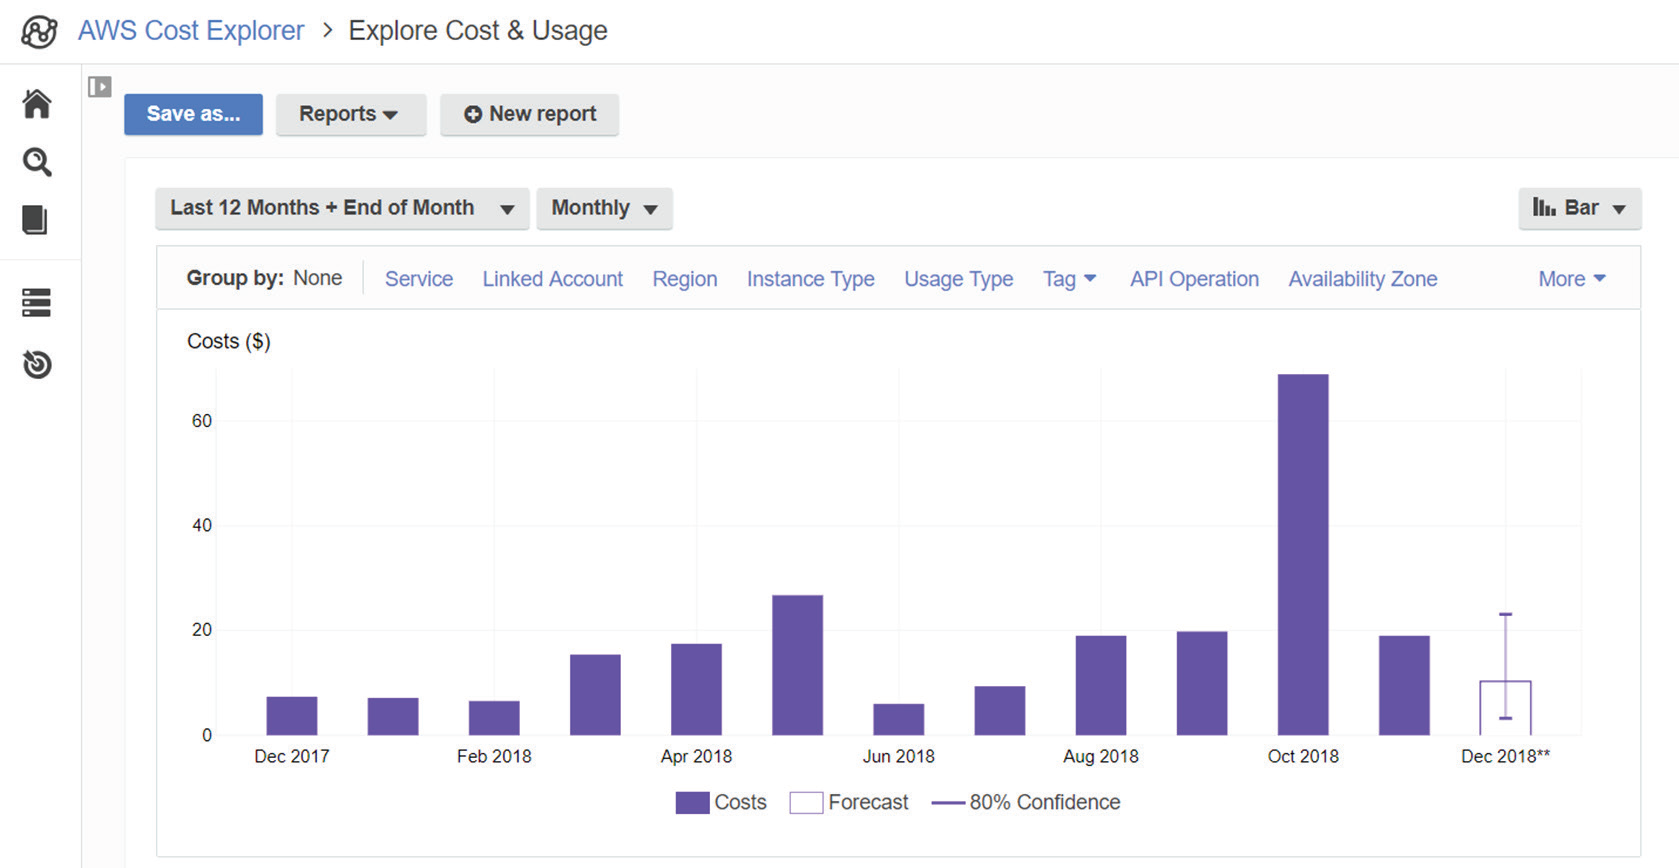 AWS Cost Explorer > Explore Cost & Usage
Save as... Reports New report
Last 12 Months + End of Month Monthly Bar
Group by: None Service Linked Account Region Instance Type Usage Type Tag API Operation Availability Zone More
Costs ($)
60
40
20
0
Dec 2017 Feb 2018 Apr 2018 Jun 2018 Aug 2018 Oct 2018 Dec 2018**
Costs Forecast 80% Confidence